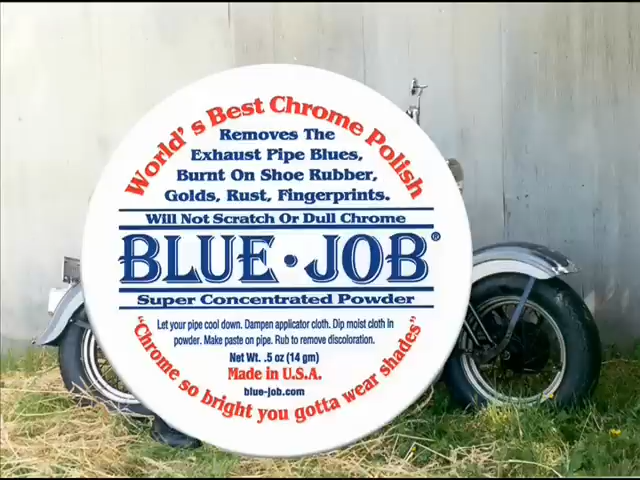 World's Best Chrome Polish
Removes The
Exhaust Pipe Blues,
Burnt On Shoe Rubber,
Golds, Rust, Fingerprints.
Will Not Scratch Or Dull Chrome
BLUE • JOB®
Super Concentrated Powder
Let your pipe cool down. Dampen applicator cloth. Dip moist cloth in
powder. Make paste on pipe. Rub to remove discoloration.
Net Wt. .5 oz (14 gm)
Made in U.S.A.
blue-job.com
"Chrome so bright you gotta wear shades"